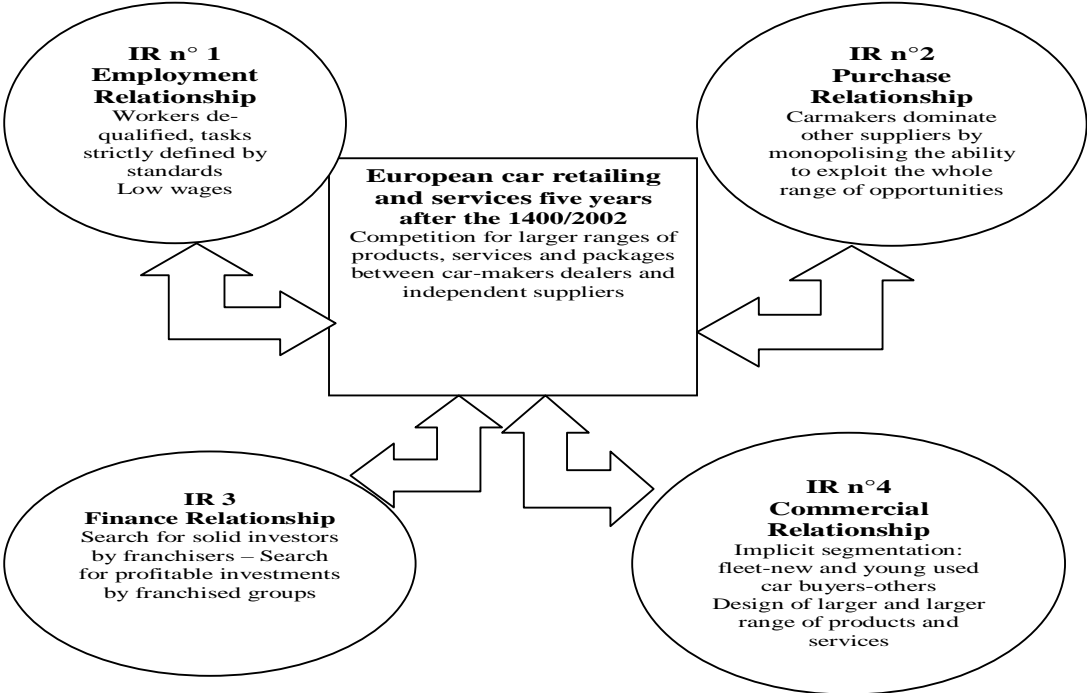 IR n° 1
Employment
Relationship
Workers de-
qualified, tasks
strictly defined by
standards
Low wages
IR n°2
Purchase
Relationship
Carmakers dominate
other suppliers by
monopolising the ability
to exploit the whole
range of opportunities
European car retailing
and services five years
after the 1400/2002
Competition for larger ranges of
products, services and packages
between car-makers dealers and
independent suppliers
IR 3
Finance Relationship
Search for solid investors
by franchisers – Search
for profitable investments
by franchised groups
IR n°4
Commercial
Relationship
Implicit segmentation:
fleet-new and young used
car buyers-others
Design of larger and larger
range of products and
services